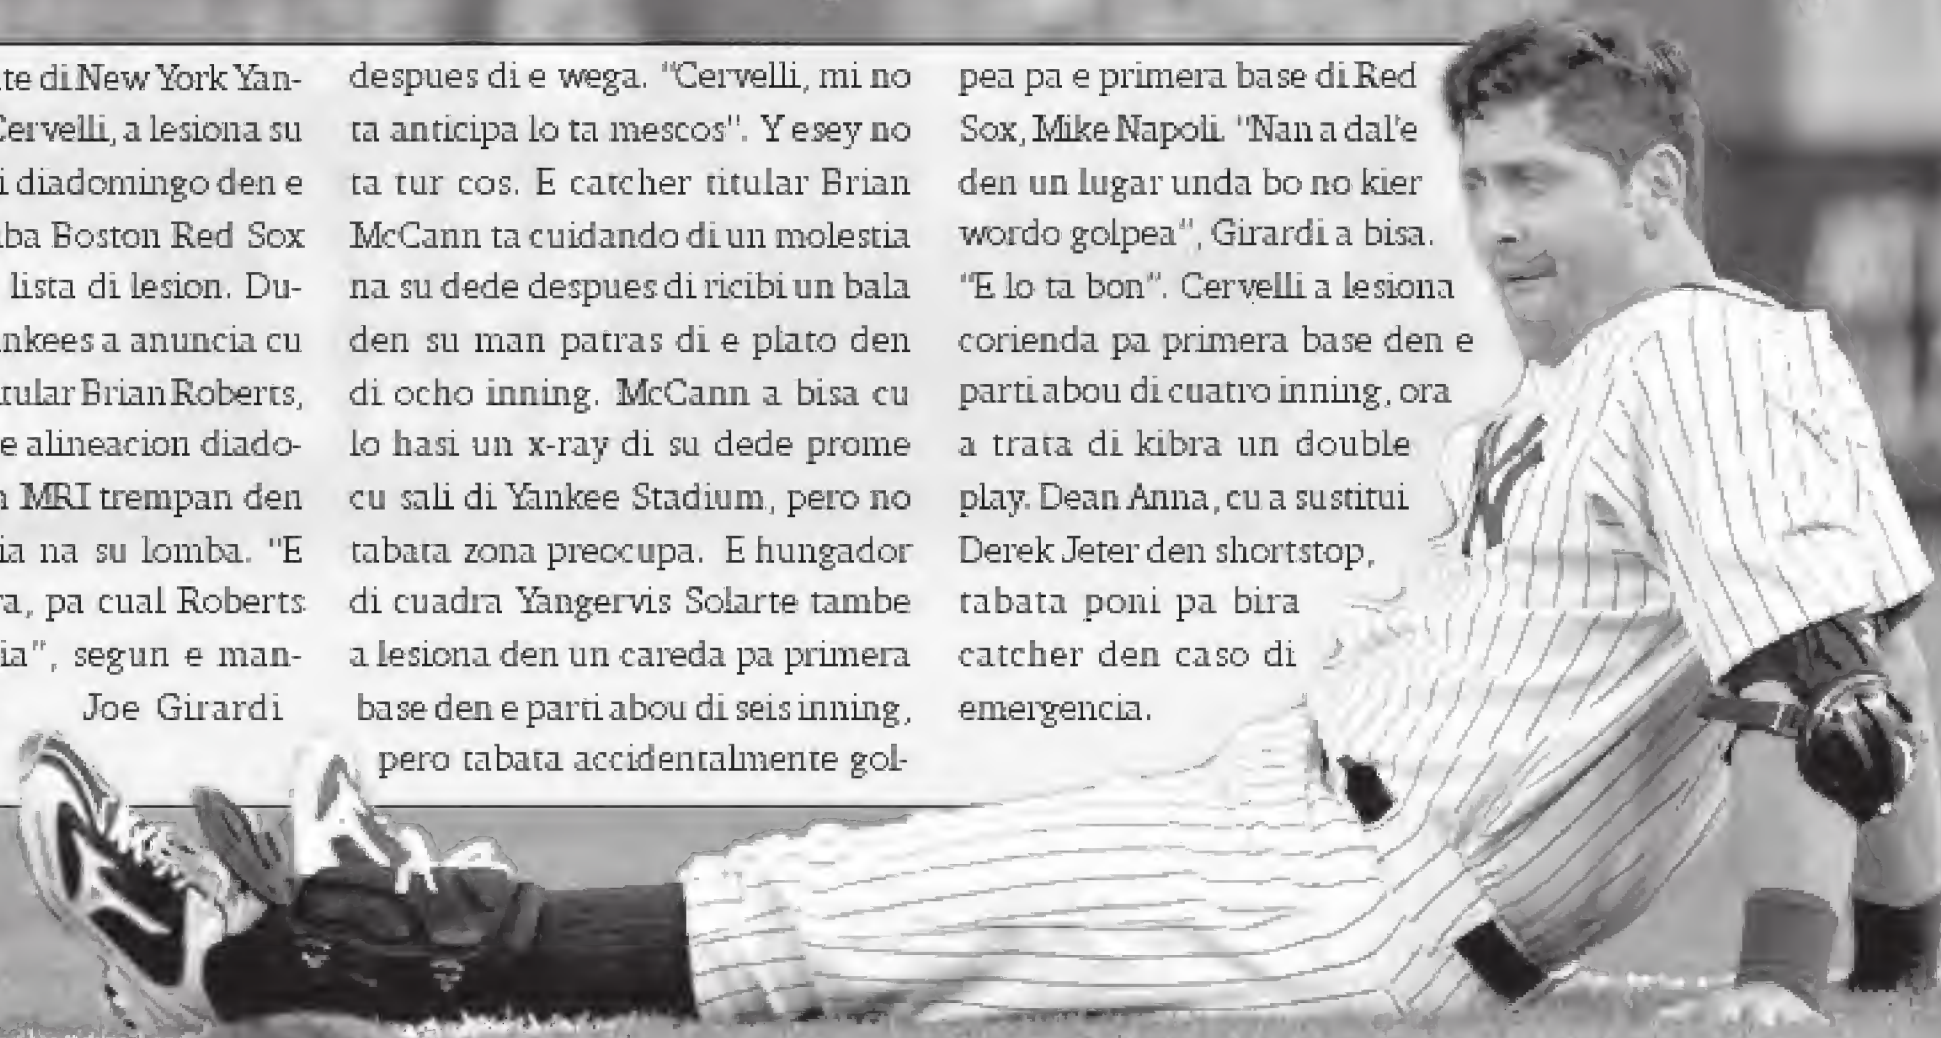 te di New York Yan-
Cervelli, a lesiona su
i diadomingo den e
ba Boston Red Sox
lista di lesion. Du-
nkees a anuncia cu
tular Brian Roberts,
e alineacion diado-
MRI trempan den
ia na su lomba. "E
ra, pa cual Roberts
ia", segun e man-
Joe Girardi
despues di e wega. "Cervelli, mi no
ta anticipa lo ta mescos". Y esey no
ta tur cos. E catcher titular Brian
McCann ta cuidando di un molestia
na su dede despues di ricibi un bala
den su man patras di e plato den
di ocho inning. McCann a bisa cu
lo hasi un x-ray di su dede prome
cu sali di Yankee Stadium, pero no
tabata zona preocupa. E hungador
di cuadra Yangervis Solarte tambe
a lesiona den un careda pa primera
base den e parti abou di seis inning,
pero tabata accidentalmente gol-
pea pa e primera base di Red
Sox, Mike Napoli. "Nan a dal'e
den un lugar unda bo no kier
wordo golpea", Girardi a bisa.
"E lo ta bon". Cervelli a lesiona
corienda pa primera base den e
parti abou di cuatro inning, ora
a trata di kibra un double
play. Dean Anna, cu a sustitui
Derek Jeter den shortstop,
tabata poni pa bira
catcher den caso di
emergencia.